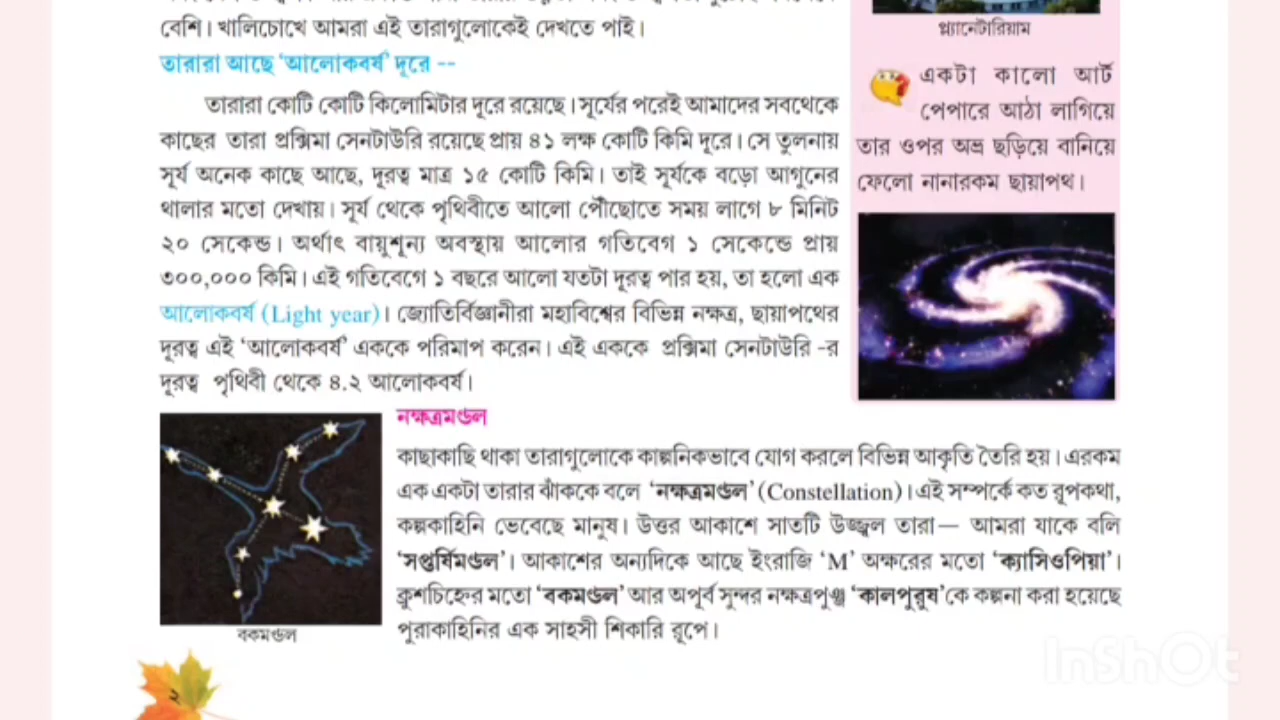 বেশি। খালিচোখে আমরা এই তারাগুলোকেই দেখতে পাই।
তারারা আছে ‘আলোকবর্ষ’ দূরে --
তারারা কোটি কোটি কিলোমিটার দূরে রয়েছে। সূর্যের পরেই আমাদের সবথেকে
কাছের তারা প্রক্সিমা সেনটাউরি রয়েছে প্রায় ৪১ লক্ষ কোটি কিমি দূরে। সে তুলনায়
সূর্য অনেক কাছে আছে, দূরত্ব মাত্র ১৫ কোটি কিমি। তাই সূর্যকে বড়ো আগুনের
থালার মতো দেখায়। সূর্য থেকে পৃথিবীতে আলো পৌঁছোতে সময় লাগে ৮ মিনিট
২০ সেকেন্ড। অর্থাৎ বায়ুশূন্য অবস্থায় আলোর গতিবেগ ১ সেকেন্ডে প্রায়
৩০০,০০০ কিমি। এই গতিবেগে ১ বছরে আলো যতটা দূরত্ব পার হয়, তা হলো এক
আলোকবর্ষ (Light year)। জ্যোতির্বিজ্ঞানীরা মহাবিশ্বের বিভিন্ন নক্ষত্র, ছায়াপথের
দূরত্ব এই ‘আলোকবর্ষ’ এককে পরিমাপ করেন। এই এককে প্রক্সিমা সেনটাউরি -র
দূরত্ব পৃথিবী থেকে ৪.২ আলোকবর্ষ।
প্ল্যানেটারিয়াম
একটা কালো আর্ট
পেপারে আঠা লাগিয়ে
তার ওপর অভ্র ছড়িয়ে বানিয়ে
ফেলো নানারকম ছায়াপথ।
নক্ষত্রমণ্ডল
কাছাকাছি থাকা তারাগুলোকে কাল্পনিকভাবে যোগ করলে বিভিন্ন আকৃতি তৈরি হয়। এরকম
এক একটা তারার ঝাঁককে বলে ‘নক্ষত্রমণ্ডল’ (Constellation)। এই সম্পর্কে কত রূপকথা,
কল্পকাহিনি ভেবেছে মানুষ। উত্তর আকাশে সাতটি উজ্জ্বল তারা— আমরা যাকে বলি
‘সপ্তর্ষিমণ্ডল’। আকাশের অন্যদিকে আছে ইংরাজি ‘M’ অক্ষরের মতো ‘ক্যাসিওপিয়া’।
ক্রুশচিহ্নের মতো ‘বকমণ্ডল’ আর অপূর্ব সুন্দর নক্ষত্রপুঞ্জ ‘কালপুরুষ’কে কল্পনা করা হয়েছে
পুরাকাহিনির এক সাহসী শিকারি রূপে।
বকমণ্ডল
২
InShOt